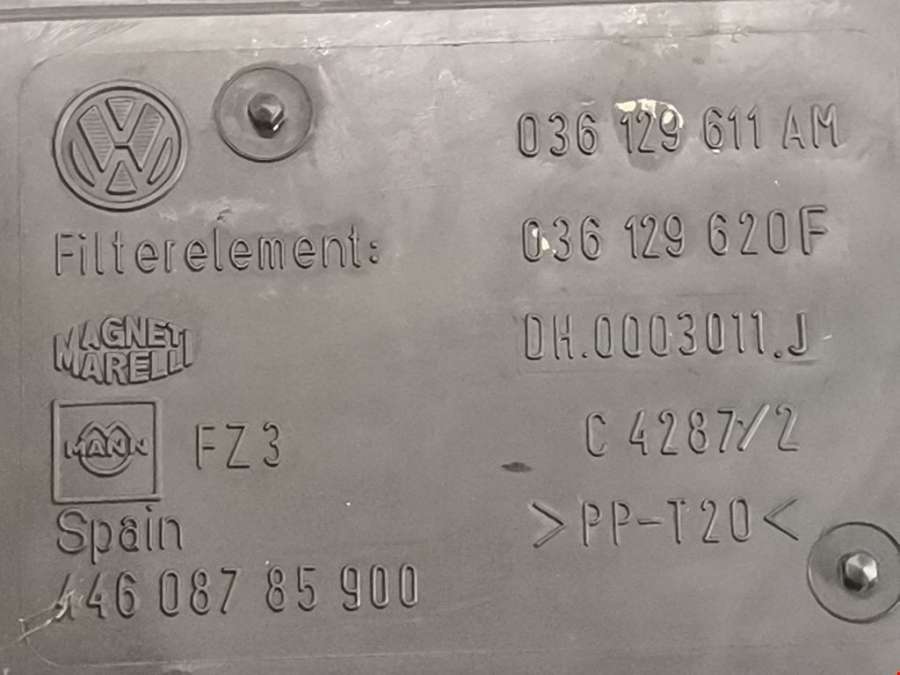 VW
036 129 611 AM
Filterelement: 036 129 620F
MAGNETI MARELLI DH.0003011.J
MANN FZ3 C 4287/2
Spain >PP-T20<
446 087 85 900